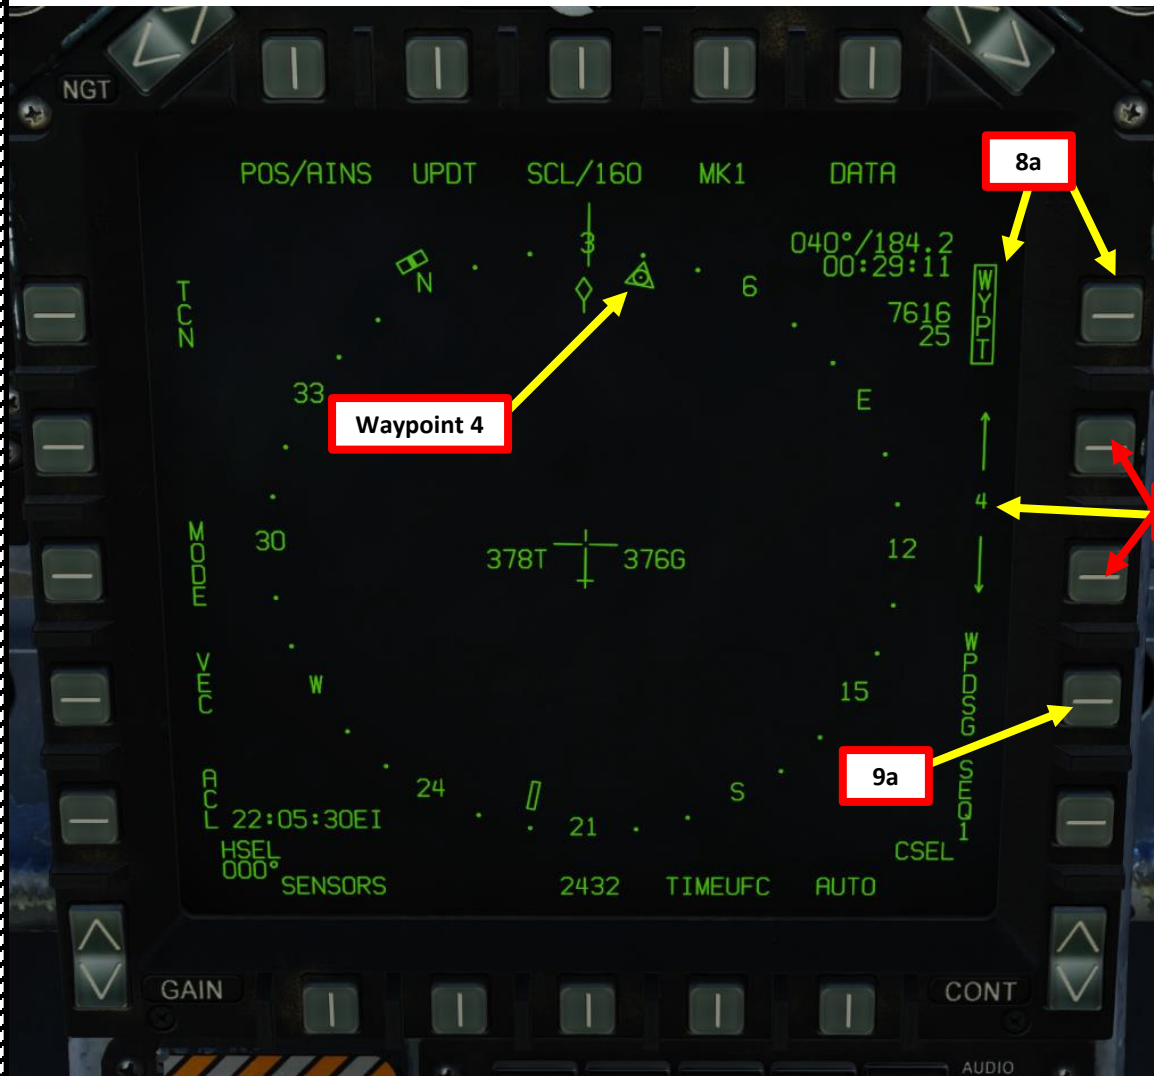 NGT
8a
POS/AINS UPDT SCL/160 MK1 DATA
040°/184.2
00:29:11
TCN
WYPT
7616
25
N
3
6
33
E
Waypoint 4
4
MODE
30
378T
376G
12
VEC
W
15
WPDSG
9a
ACL
24
S
SEQ
1
22:05:30EI
21
HSEL
000°
CSEL
SENSORS 2432 TIMEUFC AUTO
GAIN
CONT
AUDIO